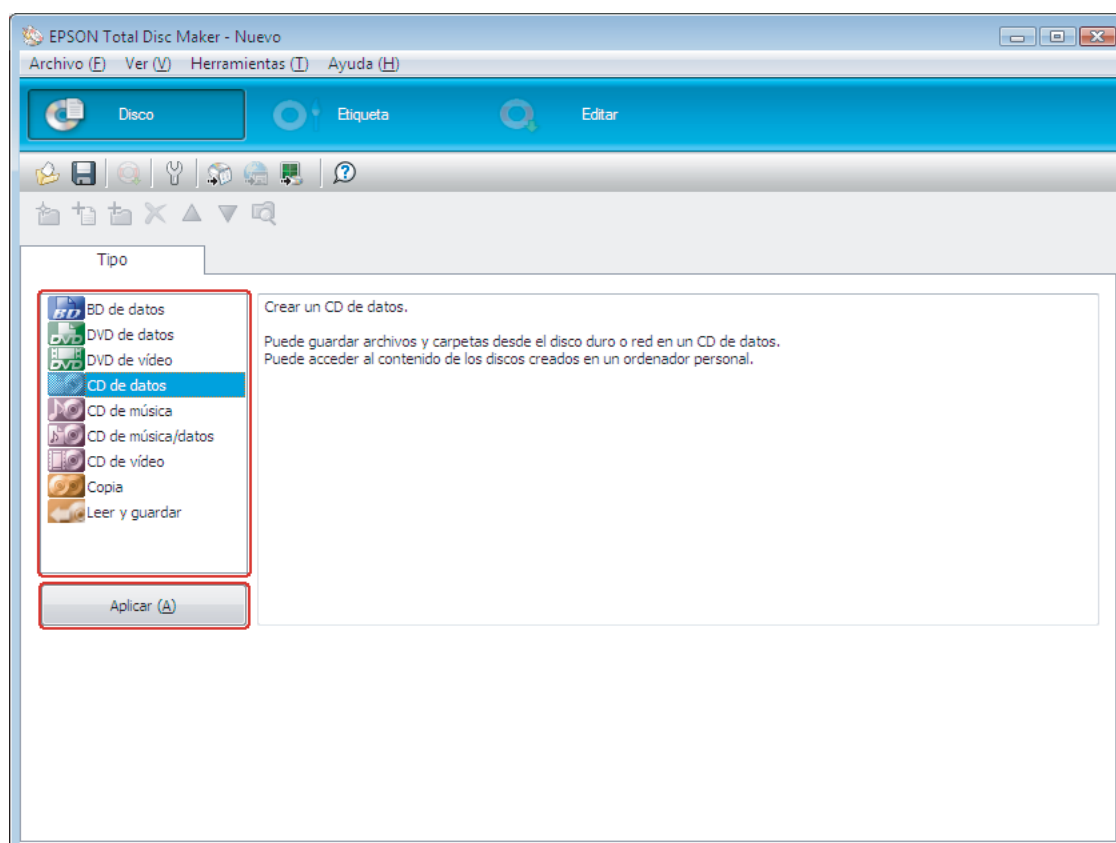 EPSON Total Disc Maker - Nuevo
Archivo (F) Ver (V) Herramientas (T) Ayuda (H)
Disco Etiqueta Editar
Tipo
BD BD de datos
DVD DVD de datos
DVD DVD de vídeo
CD de datos
CD de música
CD de música/datos
CD de vídeo
Copia
Leer y guardar
Aplicar (A)
Crear un CD de datos.
Puede guardar archivos y carpetas desde el disco duro o red en un CD de datos.
Puede acceder al contenido de los discos creados en un ordenador personal.